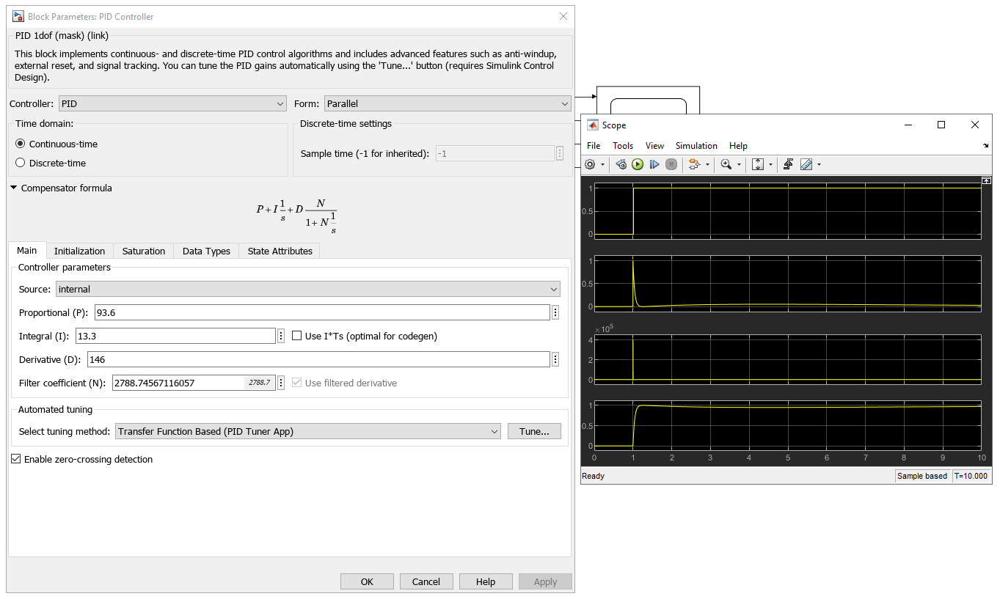 Block Parameters: PID Controller
PID 1dof (mask) (link)
This block implements continuous- and discrete-time PID control algorithms and includes advanced features such as anti-windup,
external reset, and signal tracking. You can tune the PID gains automatically using the 'Tune...' button (requires Simulink Control
Design).
Controller: PID Form: Parallel
Time domain:
Continuous-time
Discrete-time
Discrete-time settings
Sample time (-1 for inherited): -1
Compensator formula
P + I 1/s + D N/(1 + N 1/s)
Main Initialization Saturation Data Types State Attributes
Controller parameters
Source: internal
Proportional (P): 93.6
Integral (I): 13.3 Use I*Ts (optimal for codegen)
Derivative (D): 146
Filter coefficient (N): 2788.74567116057 2788.7 Use filtered derivative
Automated tuning
Select tuning method: Transfer Function Based (PID Tuner App) Tune...
Enable zero-crossing detection
OK Cancel Help Apply
Scope
File Tools View Simulation Help
1
0.5
0
1
0.5
0
×10⁵
4
2
0
1
0.5
0
0 1 2 3 4 5 6 7 8 9 10
Ready Sample based T=10.000